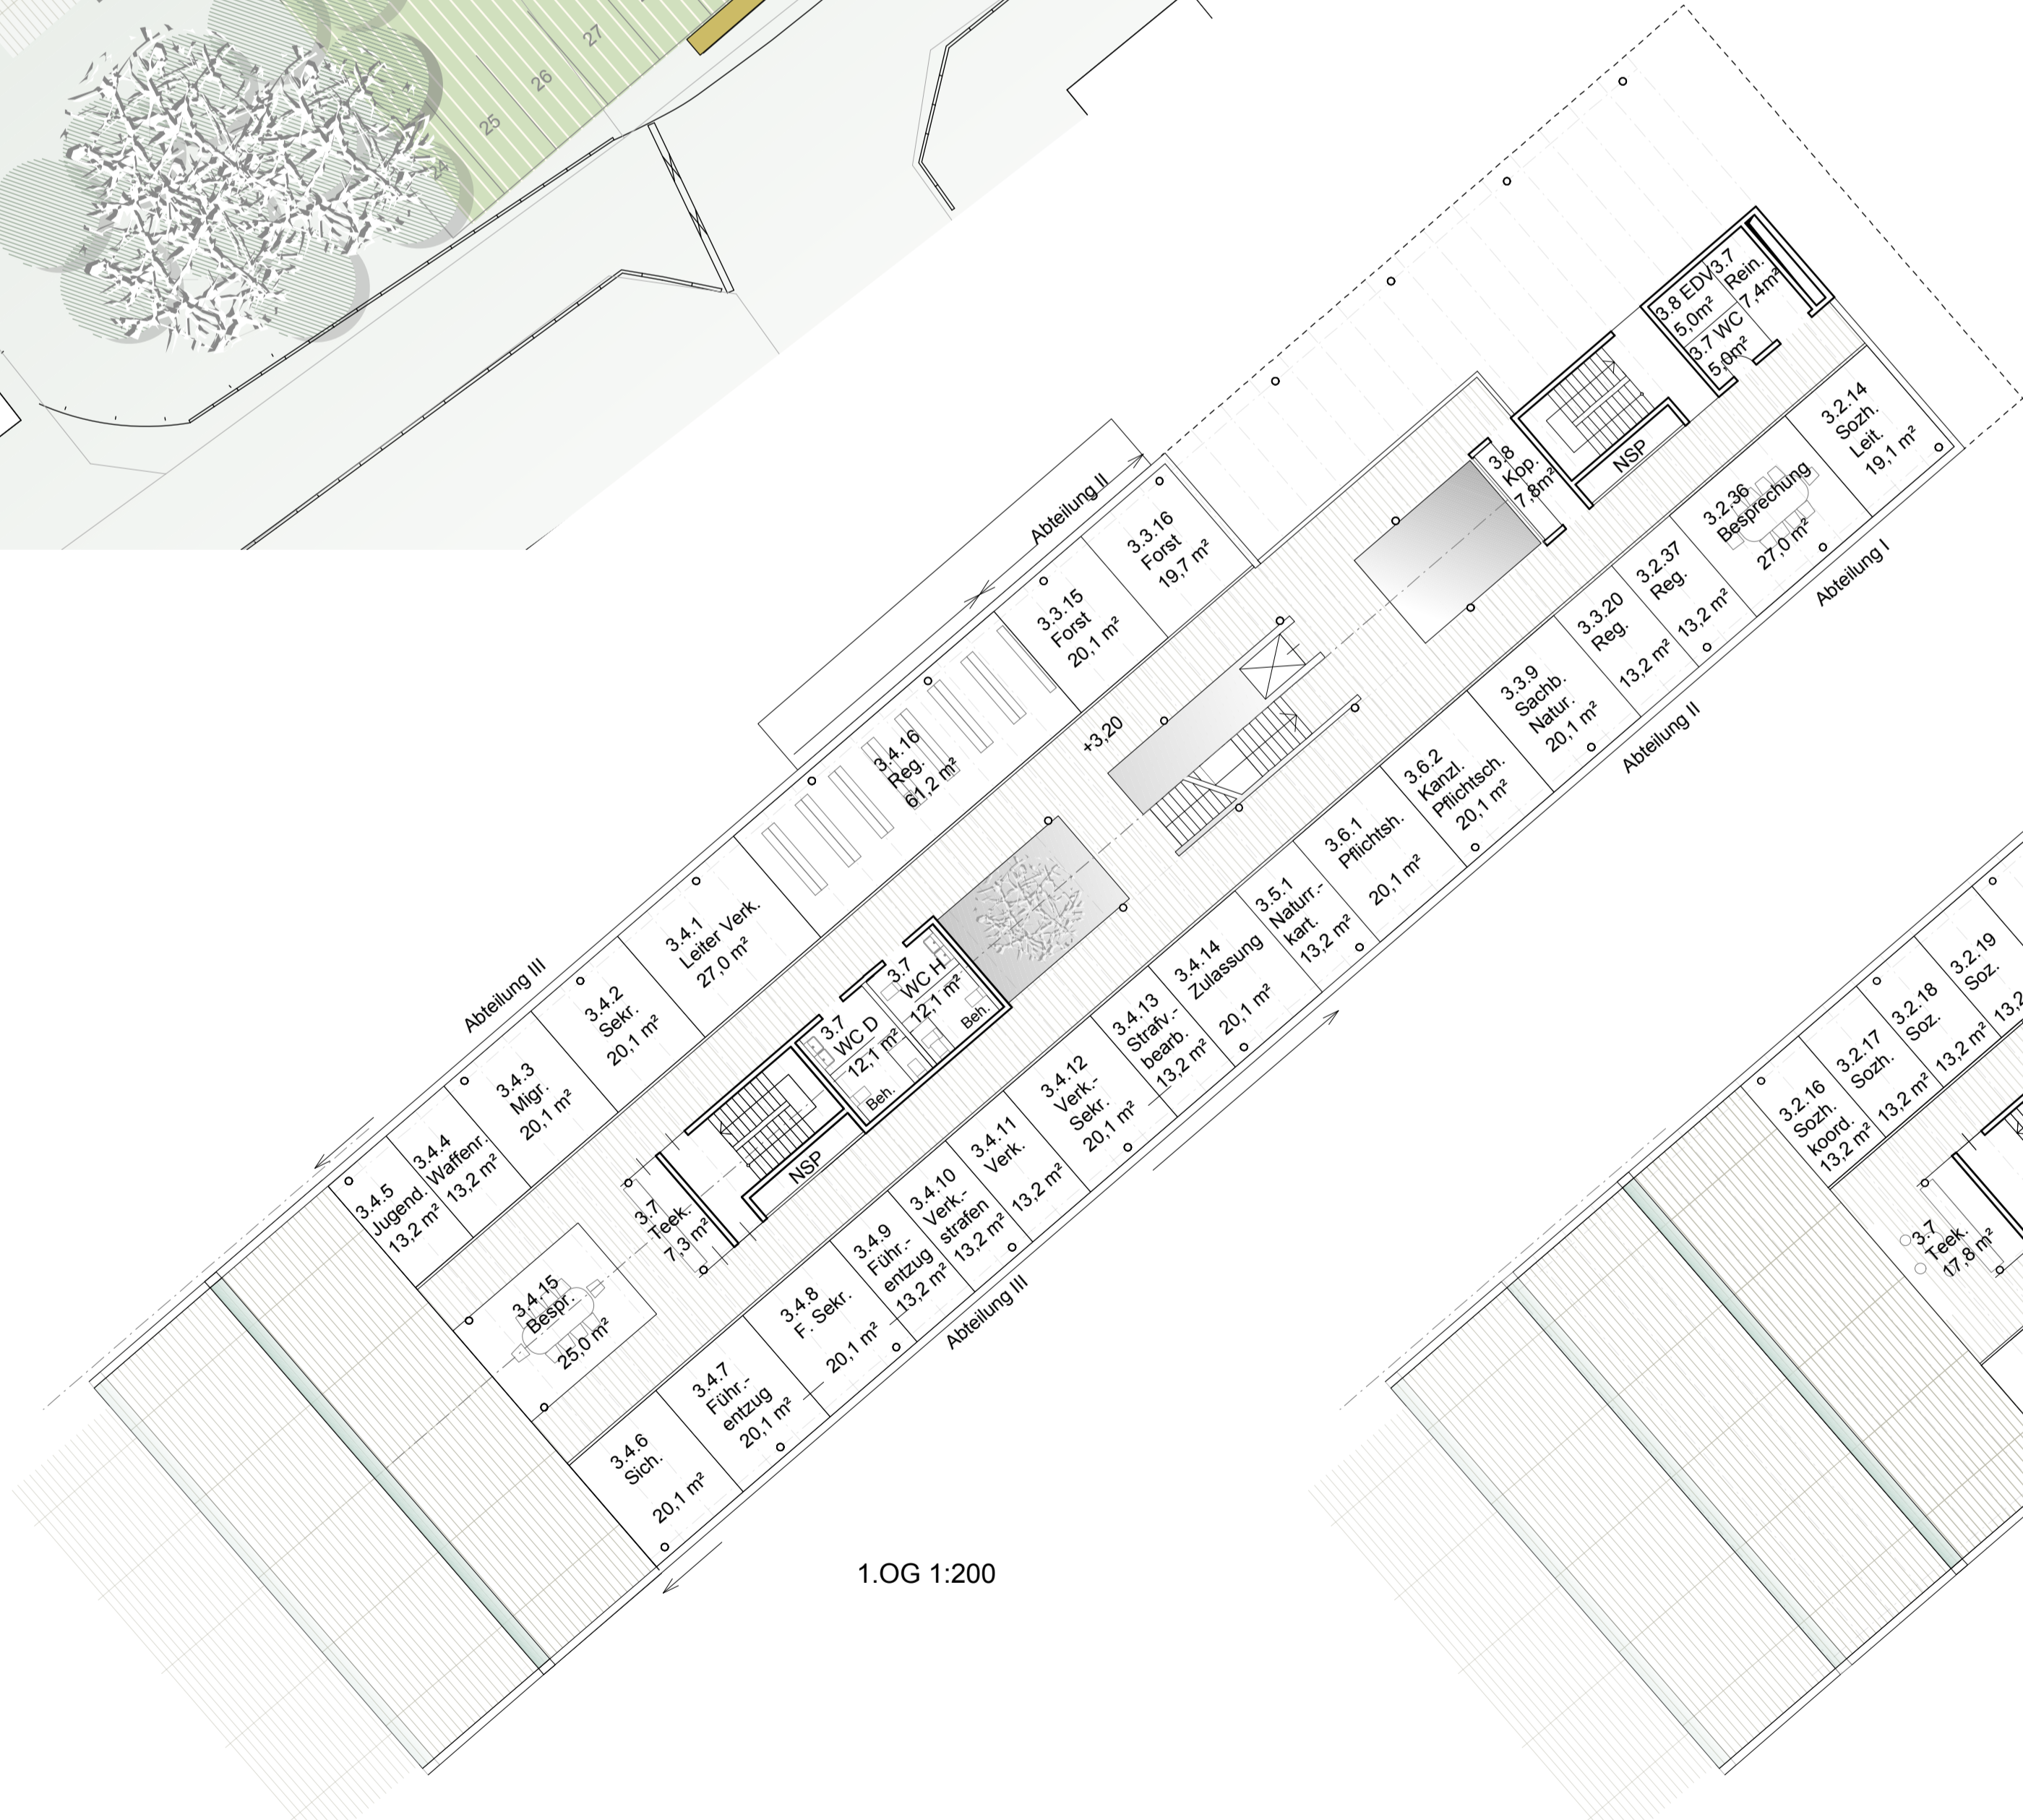 27
26
25
24
3.8 EDV
5,0m²
3.7
Rein.
7,4m²
3.7 WC
5,0m²
NSP
3.8
Kop.
7,8m²
3.2.14
Sozh.
Leit.
19,1 m²
3.2.36
Besprechung
27,0 m²
Abteilung I
3.2.37
Reg.
13,2 m²
3.3.20
Reg.
13,2 m²
3.3.9
Sachb.
Natur.
20,1 m²
Abteilung II
3.6.2
Kanzl.
Pflichtsch.
20,1 m²
3.6.1
Pflichtsh.
20,1 m²
3.5.1
Naturr.-
kart.
13,2 m²
3.4.14
Zulassung
20,1 m²
3.4.13
Strafv.-
bearb.
13,2 m²
3.4.12
Verk.-
Sekr.
20,1 m²
3.4.11
Verk.
13,2 m²
3.4.10
Verk.-
strafen
13,2 m²
3.4.9
Führ.-
entzug
13,2 m²
Abteilung III
3.4.8
F. Sekr.
20,1 m²
3.4.7
Führ.-
entzug
20,1 m²
3.4.6
Sich.
20,1 m²
Abteilung II
3.3.16
Forst
19,7 m²
3.3.15
Forst
20,1 m²
3.4.16
Reg.
61,2 m²
+3,20
3.4.1
Leiter Verk.
27,0 m²
Abteilung III
3.4.2
Sekr.
20,1 m²
3.4.3
Migr.
20,1 m²
3.4.4
Waffenr.
13,2 m²
3.4.5
Jugend.
13,2 m²
3.7
WC H
12,1 m²
Beh.
3.7
WC D
12,1 m²
Beh.
NSP
3.7
Teek.
7,3 m²
3.4.15
Bespr.
25,0 m²
1.OG 1:200
3.2.19
Soz.
13,2
3.2.18
Soz.
13,2 m²
3.2.17
Sozh.
13,2 m²
3.2.16
Sozh.
koord.
13,2 m²
3.7
Teek.
17,8 m²